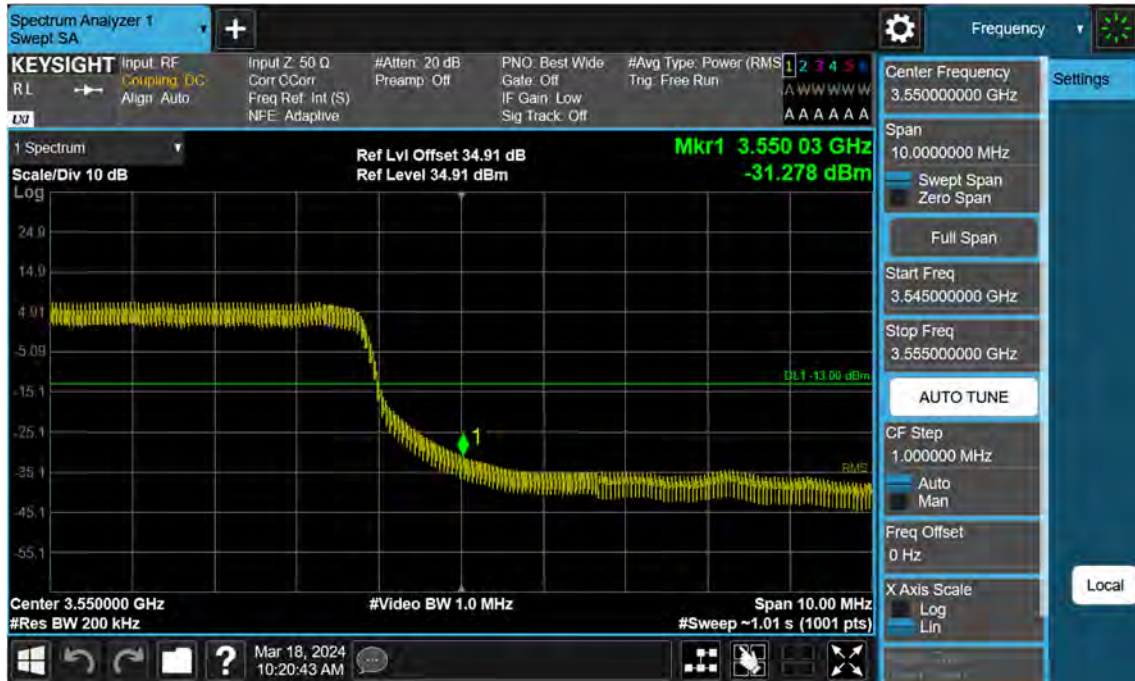 Spectrum Analyzer 1
Swept SA
+
Frequency
KEYSIGHT
RL
LXI
Input: RF
Coupling: DC
Align: Auto
Input Z: 50 Ω
Corr CCorr
Freq Ref: Int (S)
NFE: Adaptive
#Atten: 20 dB
Preamp: Off
PNO: Best Wide
Gate: Off
IF Gain: Low
Sig Track: Off
#Avg Type: Power (RMS
Trig: Free Run
1 2 3 4 5 6
A W W W W W
A A A A A A
Center Frequency
3.550000000 GHz
Settings
Span
10.0000000 MHz
Swept Span
Zero Span
Full Span
Start Freq
3.545000000 GHz
Stop Freq
3.555000000 GHz
AUTO TUNE
CF Step
1.000000 MHz
Auto
Man
Freq Offset
0 Hz
X Axis Scale
Log
Lin
Local
1 Spectrum
Scale/Div 10 dB
Ref Lvl Offset 34.91 dB
Ref Level 34.91 dBm
Mkr1 3.550 03 GHz
-31.278 dBm
Log
24.9
14.9
4.91
-5.09
DL1 -13.00 dBm
-15.1
-25.1
1
-35.1
RMS
-45.1
-55.1
Center 3.550000 GHz
#Video BW 1.0 MHz
Span 10.00 MHz
#Res BW 200 kHz
#Sweep ~1.01 s (1001 pts)
?
Mar 18, 2024
10:20:43 AM